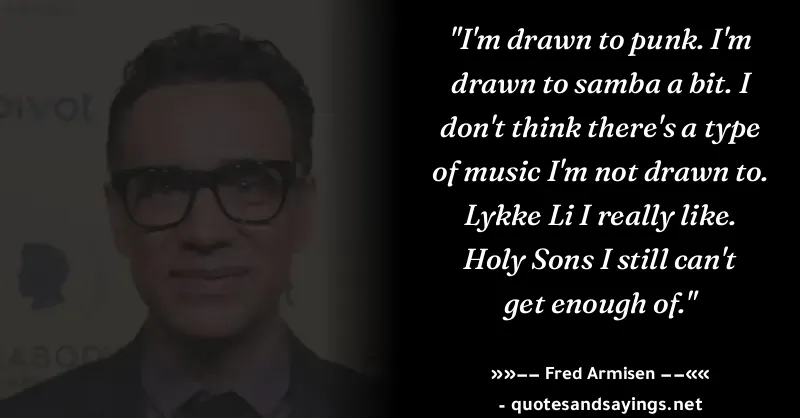 "I'm drawn to punk. I'm
drawn to samba a bit. I
don't think there's a type
of music I'm not drawn to.
Lykke Li I really like.
Holy Sons I still can't
get enough of."
»»–– Fred Armisen ––««
- quotesandsayings.net
pivot